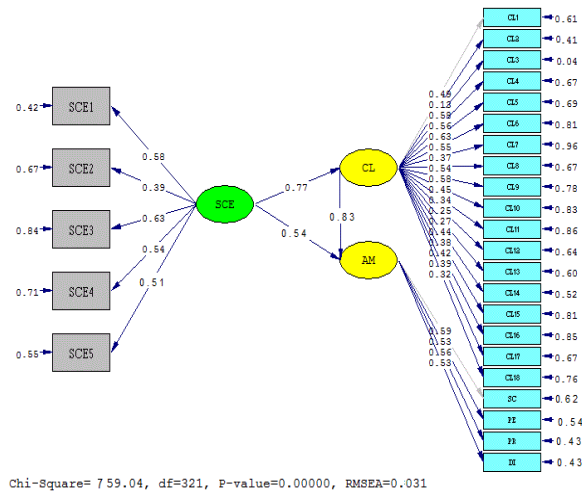 0.42 SCE1
0.67 SCE2
0.84 SCE3
0.71 SCE4
0.55 SCE5
0.58
0.39
0.63
0.54
0.51
SCE
0.77
0.54
CL
0.83
AM
0.13
0.59
0.56
0.63
0.55
0.37
0.54
0.58
0.45
0.34
0.25
0.27
0.44
0.38
0.42
0.39
0.32
0.59
0.53
0.56
0.53
CL1 0.61
CL2 0.41
CL3 0.04
CL4 0.67
CL5 0.69
CL6 0.81
CL7 0.96
CL8 0.67
CL9 0.78
CL10 0.83
CL11 0.86
CL12 0.64
CL13 0.60
CL14 0.52
CL15 0.81
CL16 0.85
CL17 0.67
CL18 0.76
SC 0.62
PE 0.54
PR 0.43
DI 0.43
Chi-Square= 759.04, df=321, P-value=0.00000, RMSEA=0.031